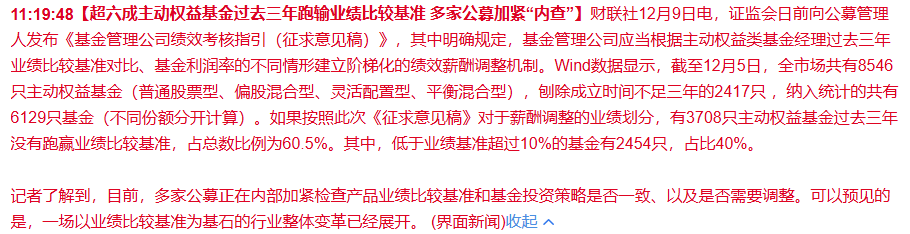 11:19:48【超六成主动权益基金过去三年跑输业绩比较基准 多家公募加紧“内查”】财联社12月9日电，证监会日前向公募管理
人发布《基金管理公司绩效考核指引（征求意见稿）》，其中明确规定，基金管理公司应当根据主动权益类基金经理过去三年
业绩比较基准对比、基金利润率的不同情形建立阶梯化的绩效薪酬调整机制。Wind数据显示，截至12月5日，全市场共有8546
只主动权益基金（普通股票型、偏股混合型、灵活配置型、平衡混合型），刨除成立时间不足三年的2417只 ，纳入统计的共有
6129只基金（不同份额分开计算）。如果按照此次《征求意见稿》对于薪酬调整的业绩划分，有3708只主动权益基金过去三年
没有跑赢业绩比较基准，占总数比例为60.5%。其中，低于业绩基准超过10%的基金有2454只，占比40%。
记者了解到，目前，多家公募正在内部加紧检查产品业绩比较基准和基金投资策略是否一致、以及是否需要调整。可以预见的
是，一场以业绩比较基准为基石的行业整体变革已经展开。 (界面新闻)收起